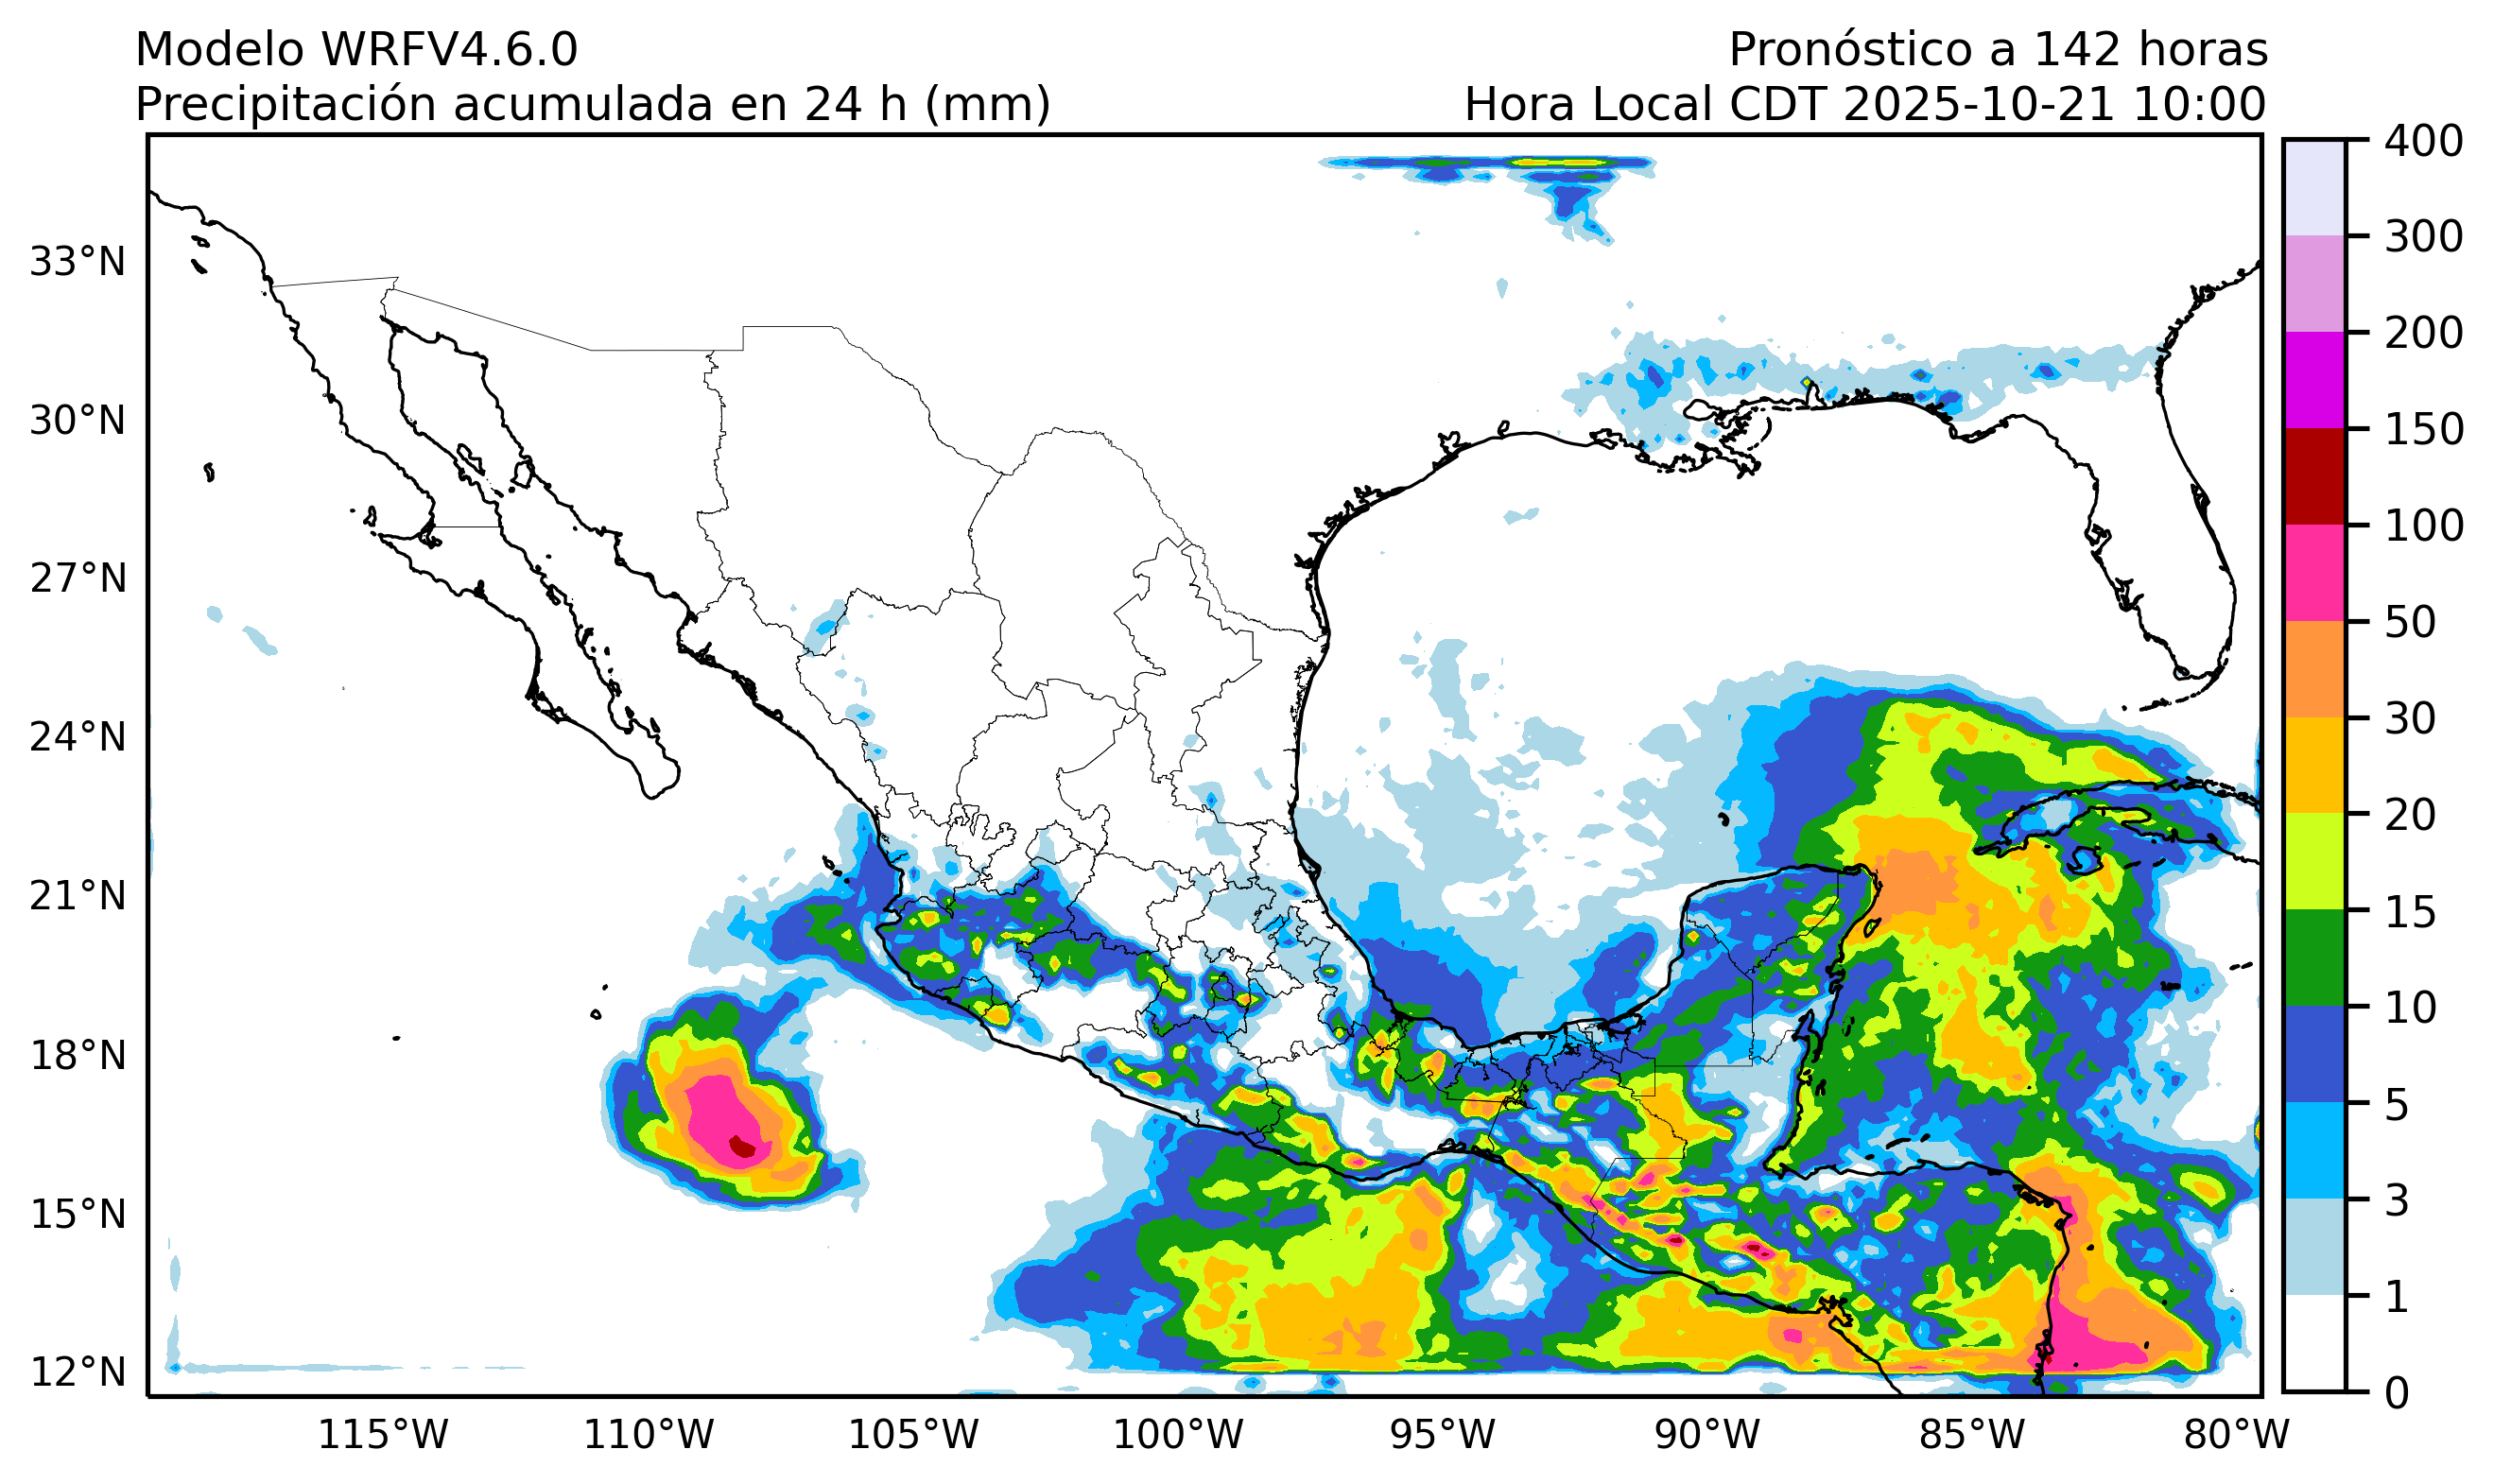 Modelo WRFV4.6.0
Pronóstico a 142 horas
Precipitación acumulada en 24 h (mm)
Hora Local CDT 2025-10-21 10:00
33°N
30°N
27°N
24°N
21°N
18°N
15°N
12°N
115°W
110°W
105°W
100°W
95°W
90°W
85°W
80°W
400
300
200
150
100
50
30
20
15
10
5
3
1
0